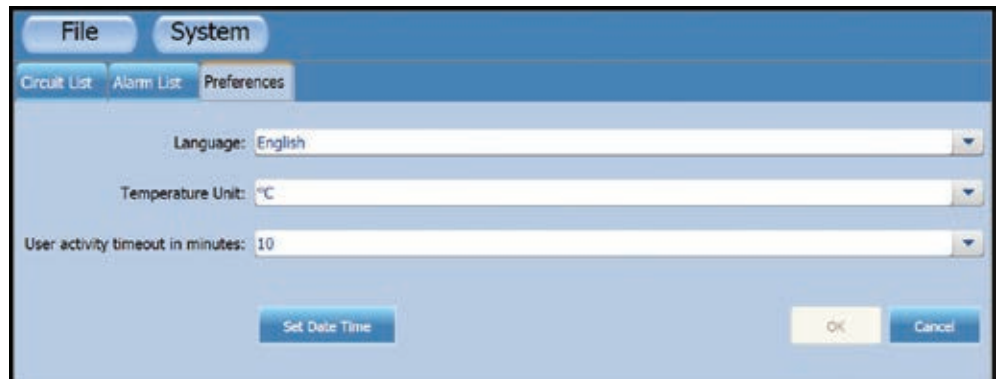 File System
Circuit List Alarm List Preferences
Language: English
Temperature Unit: °C
User activity timeout in minutes: 10
Set Date Time OK Cancel